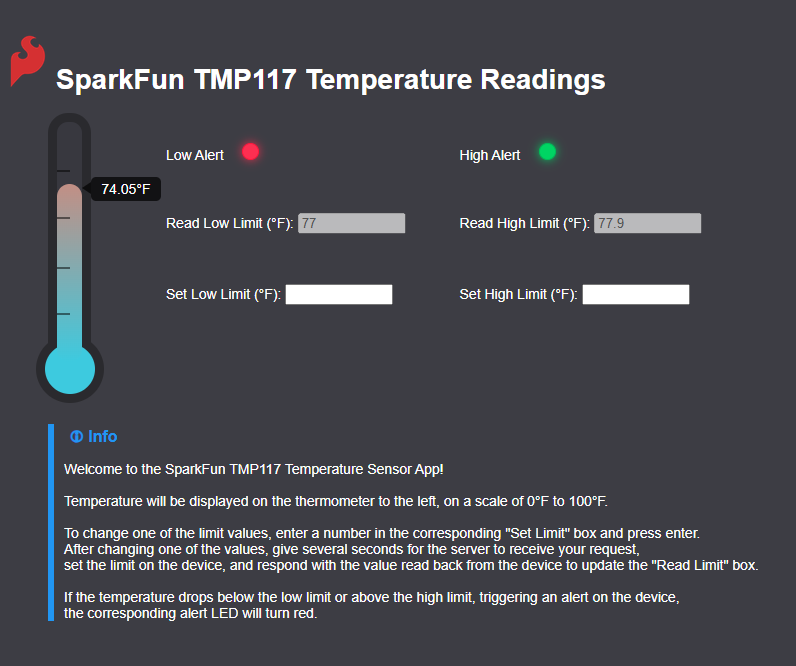 SparkFun TMP117 Temperature Readings
Low Alert
High Alert
74.05°F
Read Low Limit (°F): 77
Read High Limit (°F): 77.9
Set Low Limit (°F):
Set High Limit (°F):
Info
Welcome to the SparkFun TMP117 Temperature Sensor App!
Temperature will be displayed on the thermometer to the left, on a scale of 0°F to 100°F.
To change one of the limit values, enter a number in the corresponding "Set Limit" box and press enter.
After changing one of the values, give several seconds for the server to receive your request,
set the limit on the device, and respond with the value read back from the device to update the "Read Limit" box.
If the temperature drops below the low limit or above the high limit, triggering an alert on the device,
the corresponding alert LED will turn red.